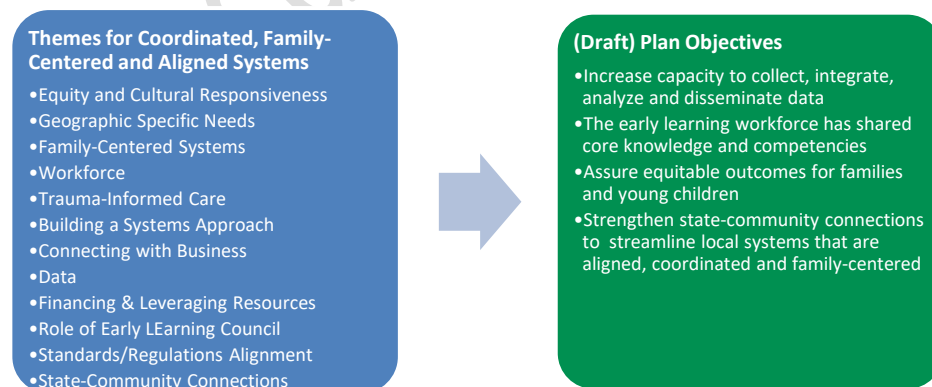 Themes for Coordinated, Family-
Centered and Aligned Systems
•Equity and Cultural Responsiveness
•Geographic Specific Needs
•Family-Centered Systems
•Workforce
•Trauma-Informed Care
•Building a Systems Approach
•Connecting with Business
•Data
•Financing & Leveraging Resources
•Role of Early LEarning Council
•Standards/Regulations Alignment
•State-Community Connections
(Draft) Plan Objectives
•Increase capacity to collect, integrate,
analyze and disseminate data
•The early learning workforce has shared
core knowledge and competencies
•Assure equitable outcomes for families
and young children
•Strengthen state-community connections
to streamline local systems that are
aligned, coordinated and family-centered